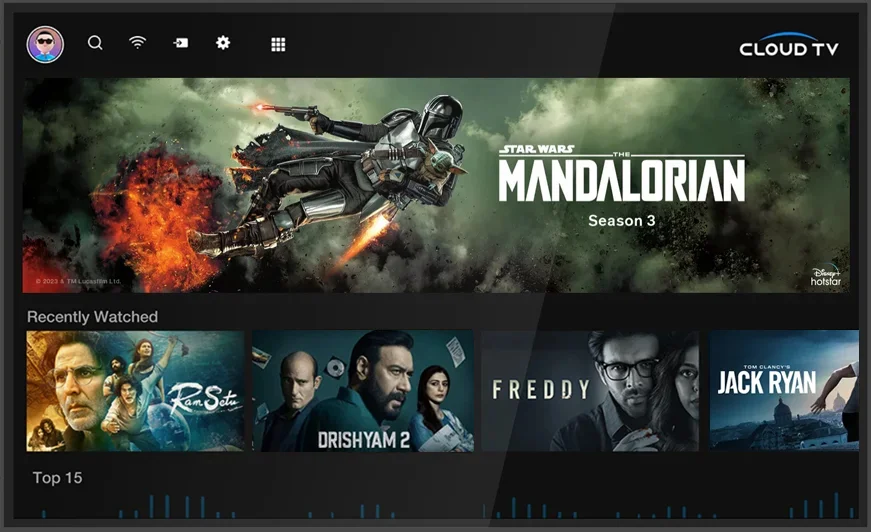 CLOUD TV
STAR WARS
THE
MANDALORIAN
Season 3
© 2023 & TM Lucasfilm Ltd.
Disney+
hotstar
Recently Watched
Ram Setu
DRISHYAM 2
FREDDY
TOM CLANCY'S
JACK RYAN
Top 15